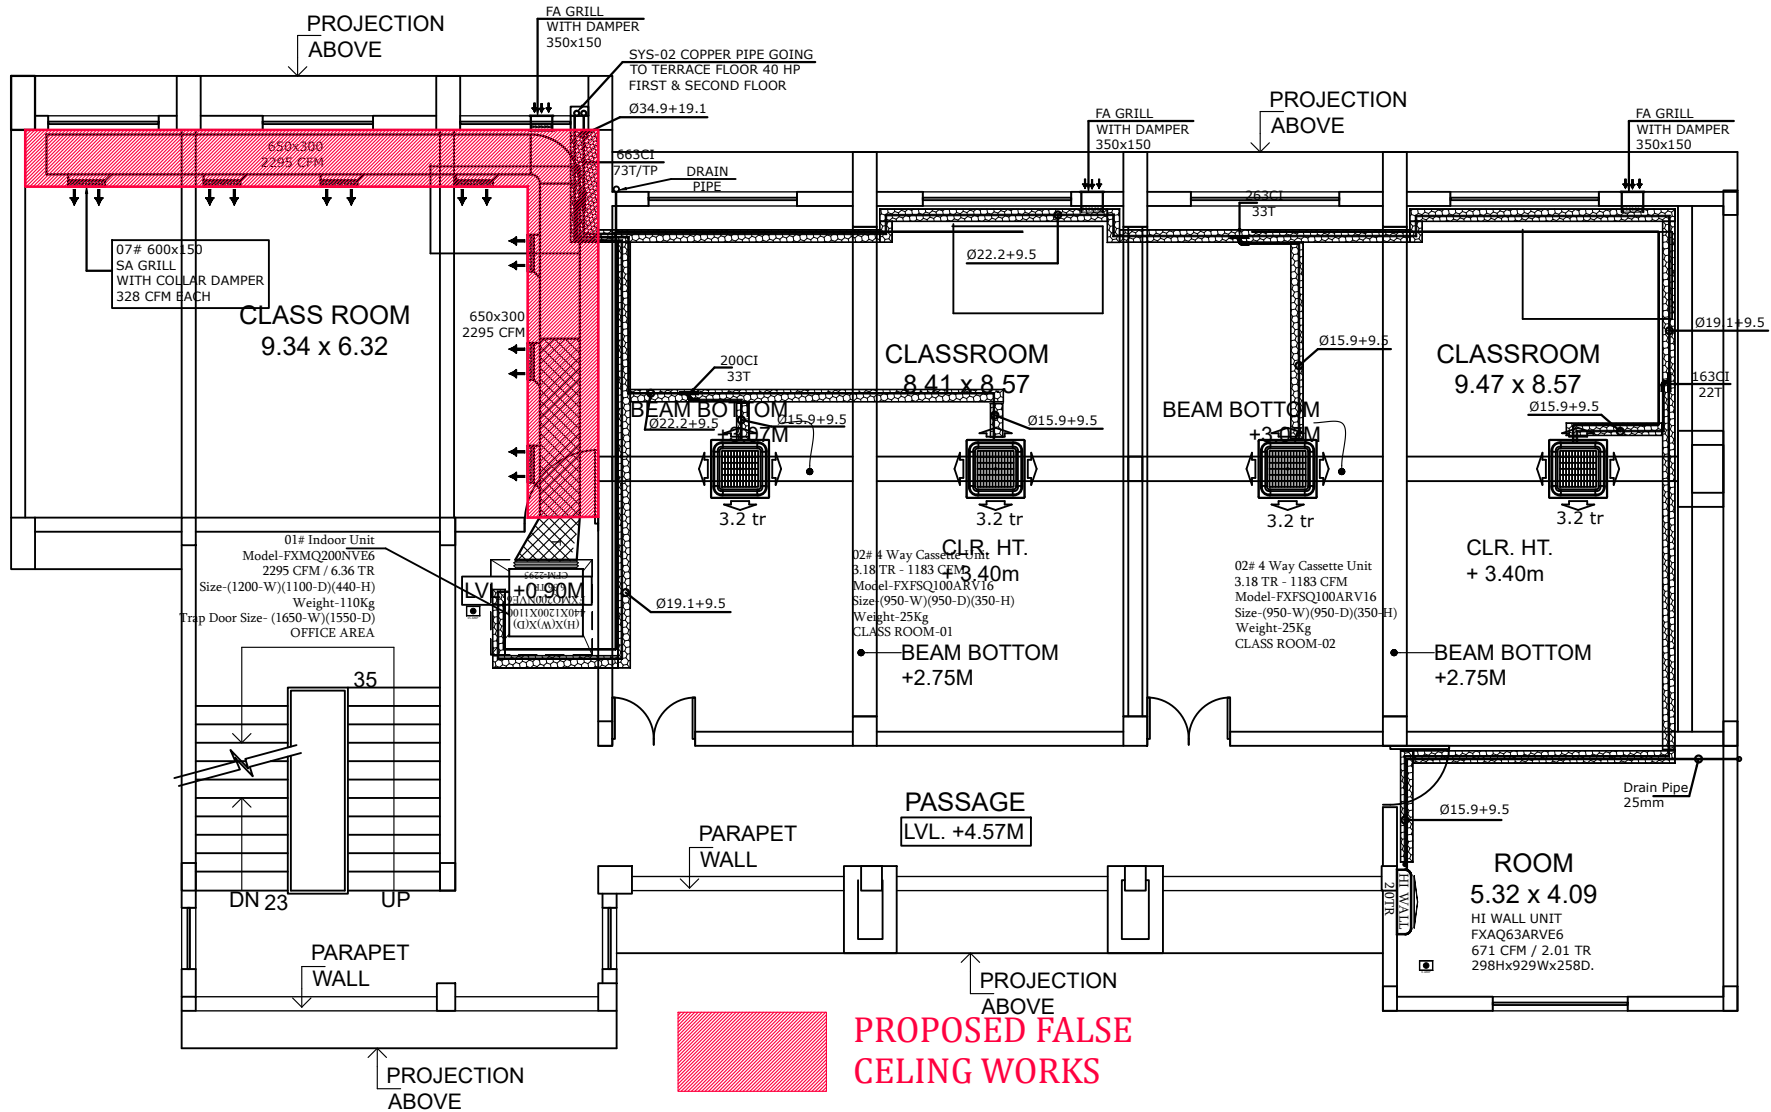 PROJECTION
ABOVE
FA GRILL
WITH DAMPER
350x150
SYS-02 COPPER PIPE GOING
TO TERRACE FLOOR 40 HP
FIRST & SECOND FLOOR
Ø34.9+19.1
663CI
73T/TP
DRAIN
PIPE
FA GRILL
WITH DAMPER
350x150
PROJECTION
ABOVE
FA GRILL
WITH DAMPER
350x150
650x300
2295 CFM
263CI
33T
07# 600x150
SA GRILL
WITH COLLAR DAMPER
328 CFM EACH
CLASS ROOM
9.34 x 6.32
650x300
2295 CFM
Ø22.2+9.5
Ø19.1+9.5
Ø15.9+9.5
200CI
33T
CLASSROOM
8.41 x 8.57
CLASSROOM
9.47 x 8.57
163CI
22T
BEAM BOTTOM
+3.07M
Ø22.2+9.5
Ø15.9+9.5
Ø15.9+9.5
BEAM BOTTOM
+3.07M
Ø15.9+9.5
3.2 tr
3.2 tr
3.2 tr
3.2 tr
01# Indoor Unit
Model-FXMQ200NVE6
2295 CFM / 6.36 TR
Size-(1200-W)(1100-D)(440-H)
Weight-110Kg
Trap Door Size- (1650-W)(1550-D)
OFFICE AREA
LVL. +0.90M
CFM-2295
FXMQ200NVE6
440X1200X1100
(H)X(W)X(D)
Ø19.1+9.5
CLR. HT.
+ 3.40m
02# 4 Way Cassette Unit
3.18 TR - 1183 CFM
Model-FXFSQ100ARV16
Size-(950-W)(950-D)(350-H)
Weight-25Kg
CLASS ROOM-01
02# 4 Way Cassette Unit
3.18 TR - 1183 CFM
Model-FXFSQ100ARV16
Size-(950-W)(950-D)(350-H)
Weight-25Kg
CLASS ROOM-02
CLR. HT.
+ 3.40m
BEAM BOTTOM
+2.75M
BEAM BOTTOM
+2.75M
35
DN 23
UP
PASSAGE
LVL. +4.57M
PARAPET
WALL
Drain Pipe
25mm
Ø15.9+9.5
HI WALL
2.0TR
ROOM
5.32 x 4.09
HI WALL UNIT
FXAQ63ARVE6
671 CFM / 2.01 TR
298Hx929Wx258D.
PARAPET
WALL
PROJECTION
ABOVE
PROJECTION
ABOVE
PROPOSED FALSE
CELING WORKS